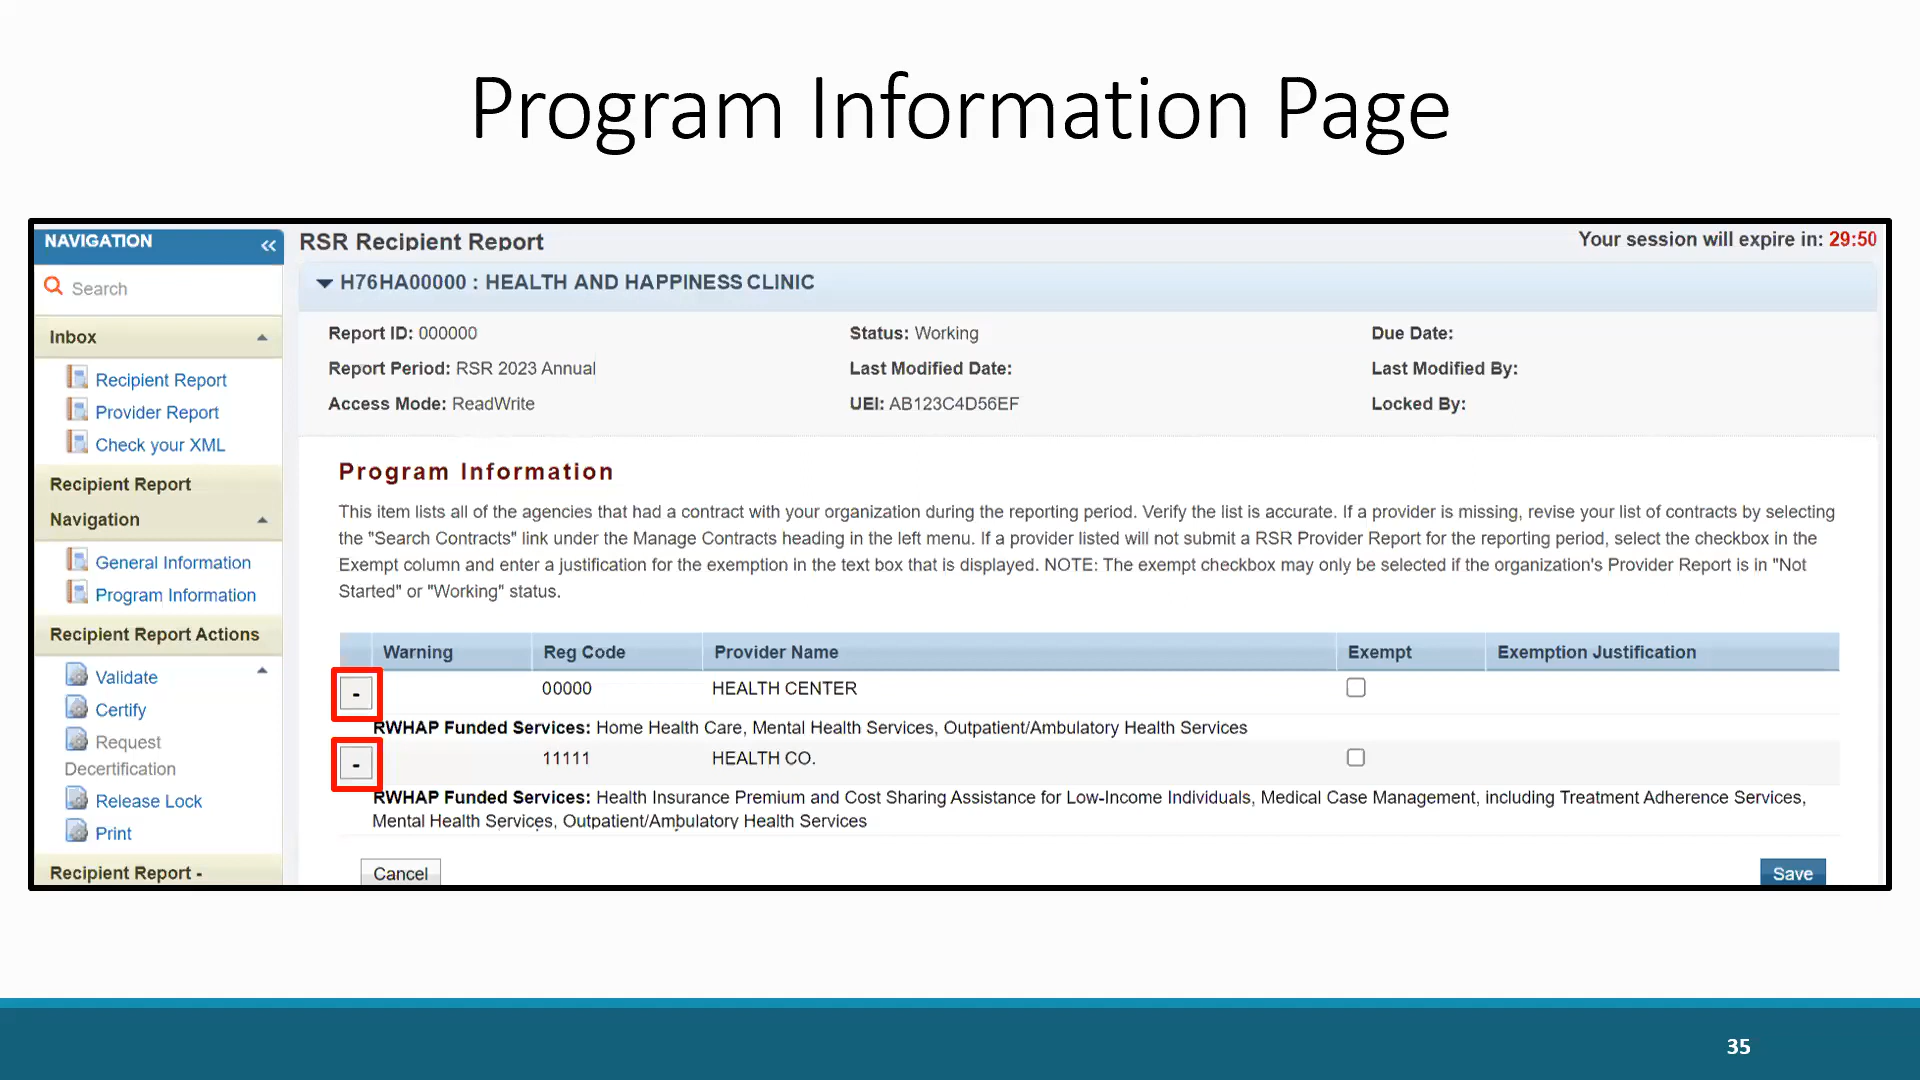 Program Information Page
NAVIGATION
«
Search
Inbox
Recipient Report
Provider Report
Check your XML
Recipient Report
Navigation
General Information
Program Information
Recipient Report Actions
Validate
Certify
Request
Decertification
Release Lock
Print
Recipient Report -
RSR Recipient Report
Your session will expire in: 29:50
H76HA00000 : HEALTH AND HAPPINESS CLINIC
Report ID: 000000
Status: Working
Due Date:
Report Period: RSR 2023 Annual
Last Modified Date:
Last Modified By:
Access Mode: ReadWrite
UEI: AB123C4D56EF
Locked By:
Program Information
This item lists all of the agencies that had a contract with your organization during the reporting period. Verify the list is accurate. If a provider is missing, revise your list of contracts by selecting
the "Search Contracts" link under the Manage Contracts heading in the left menu. If a provider listed will not submit a RSR Provider Report for the reporting period, select the checkbox in the
Exempt column and enter a justification for the exemption in the text box that is displayed. NOTE: The exempt checkbox may only be selected if the organization's Provider Report is in "Not
Started" or "Working" status.
Warning Reg Code Provider Name Exempt Exemption Justification
- 00000 HEALTH CENTER
RWHAP Funded Services: Home Health Care, Mental Health Services, Outpatient/Ambulatory Health Services
- 11111 HEALTH CO.
RWHAP Funded Services: Health Insurance Premium and Cost Sharing Assistance for Low-Income Individuals, Medical Case Management, including Treatment Adherence Services,
Mental Health Services, Outpatient/Ambulatory Health Services
Cancel
Save
35